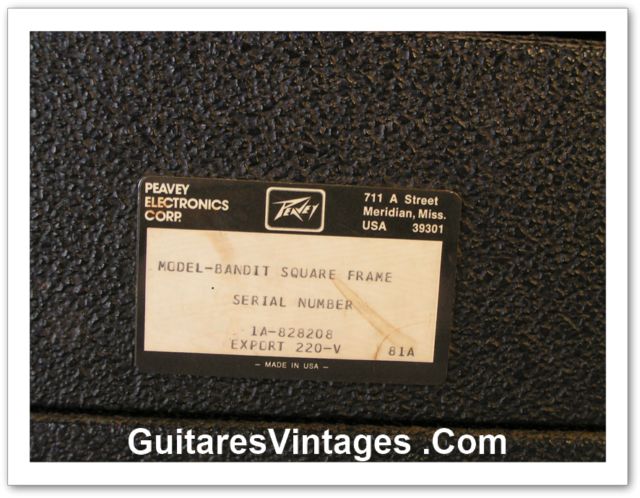 PEAVEY
ELECTRONICS
CORP.
PEAVEY
711 A Street
Meridian, Miss.
USA 39301
MODEL-BANDIT SQUARE FRAME
SERIAL NUMBER
1A-828208
EXPORT 220-V 81A
— MADE IN USA —
GuitaresVintages .Com